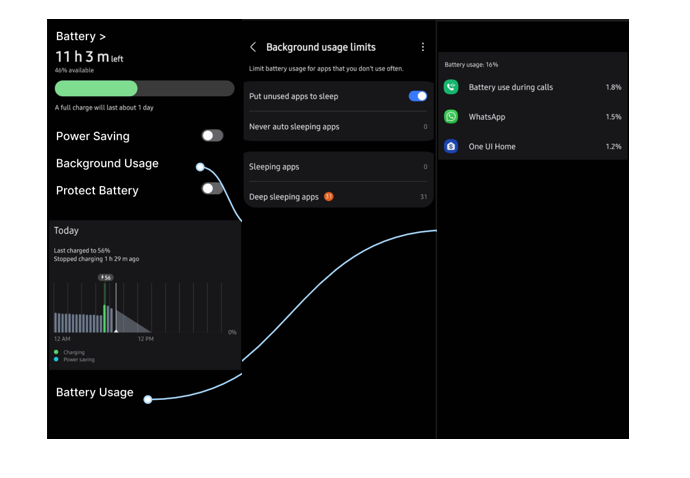 Battery >
11 h 3 m left
46% available
A full charge will last about 1 day
Power Saving
Background Usage
Protect Battery
Today
Last charged to 56%
Stopped charging 1 h 29 m ago
56
0%
12 AM
12 PM
Charging
Power saving
Battery Usage
Background usage limits
Limit battery usage for apps that you don't use often.
Put unused apps to sleep
Never auto sleeping apps 0
Sleeping apps 0
Deep sleeping apps 31 31
Battery usage: 16%
Battery use during calls 1.8%
WhatsApp 1.5%
One UI Home 1.2%